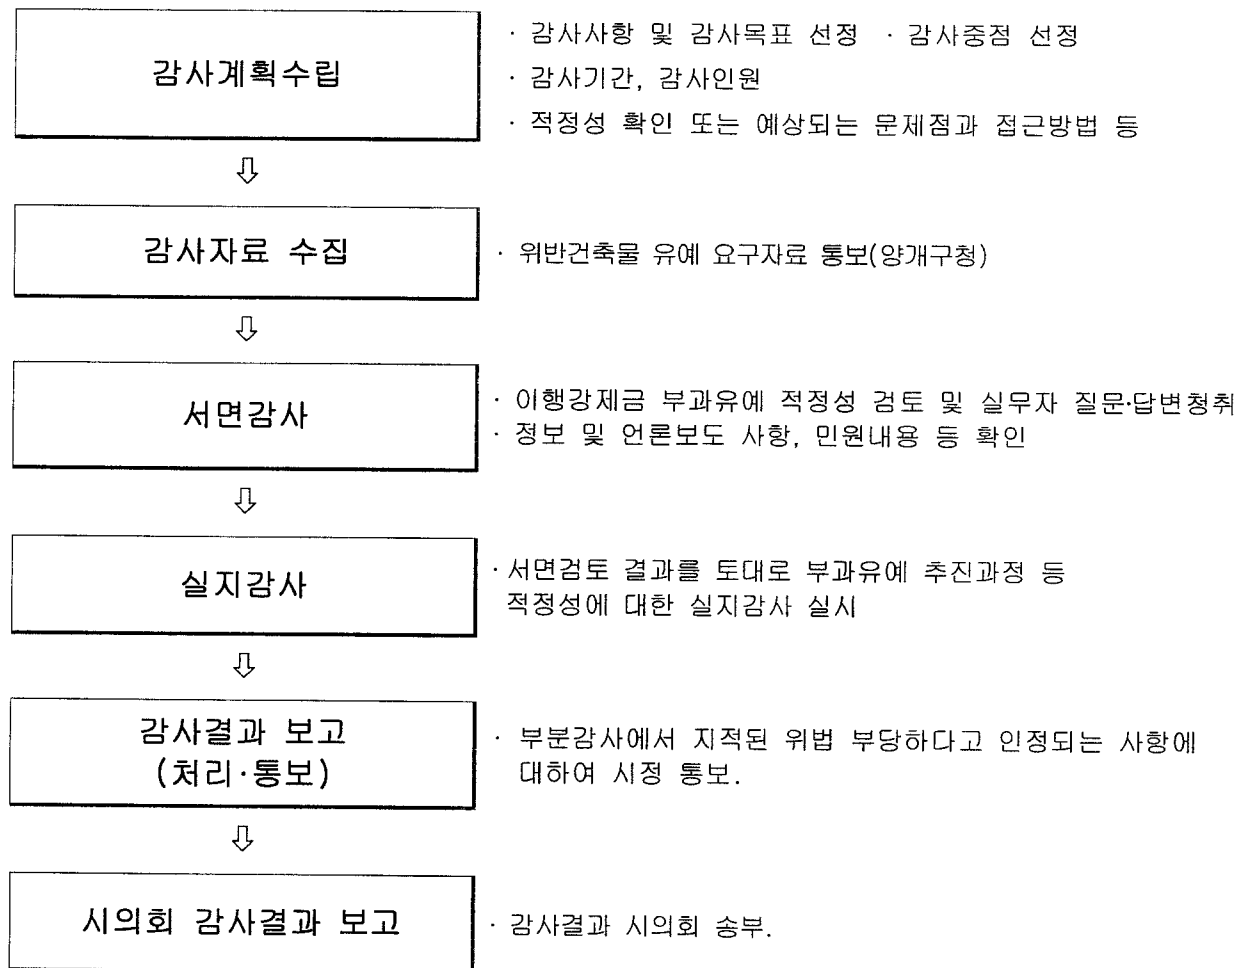 감사계획수립
· 감사사항 및 감사목표 선정 · 감사중점 선정
· 감사기간, 감사인원
· 적정성 확인 또는 예상되는 문제점과 접근방법 등
⇩
감사자료 수집
· 위반건축물 유예 요구자료 통보(양개구청)
⇩
서면감사
· 이행강제금 부과유예 적정성 검토 및 실무자 질문·답변청취
· 정보 및 언론보도 사항, 민원내용 등 확인
⇩
실지감사
· 서면검토 결과를 토대로 부과유예 추진과정 등
적정성에 대한 실지감사 실시
⇩
감사결과 보고
(처리·통보)
· 부분감사에서 지적된 위법 부당하다고 인정되는 사항에
대하여 시정 통보.
⇩
시의회 감사결과 보고
· 감사결과 시의회 송부.